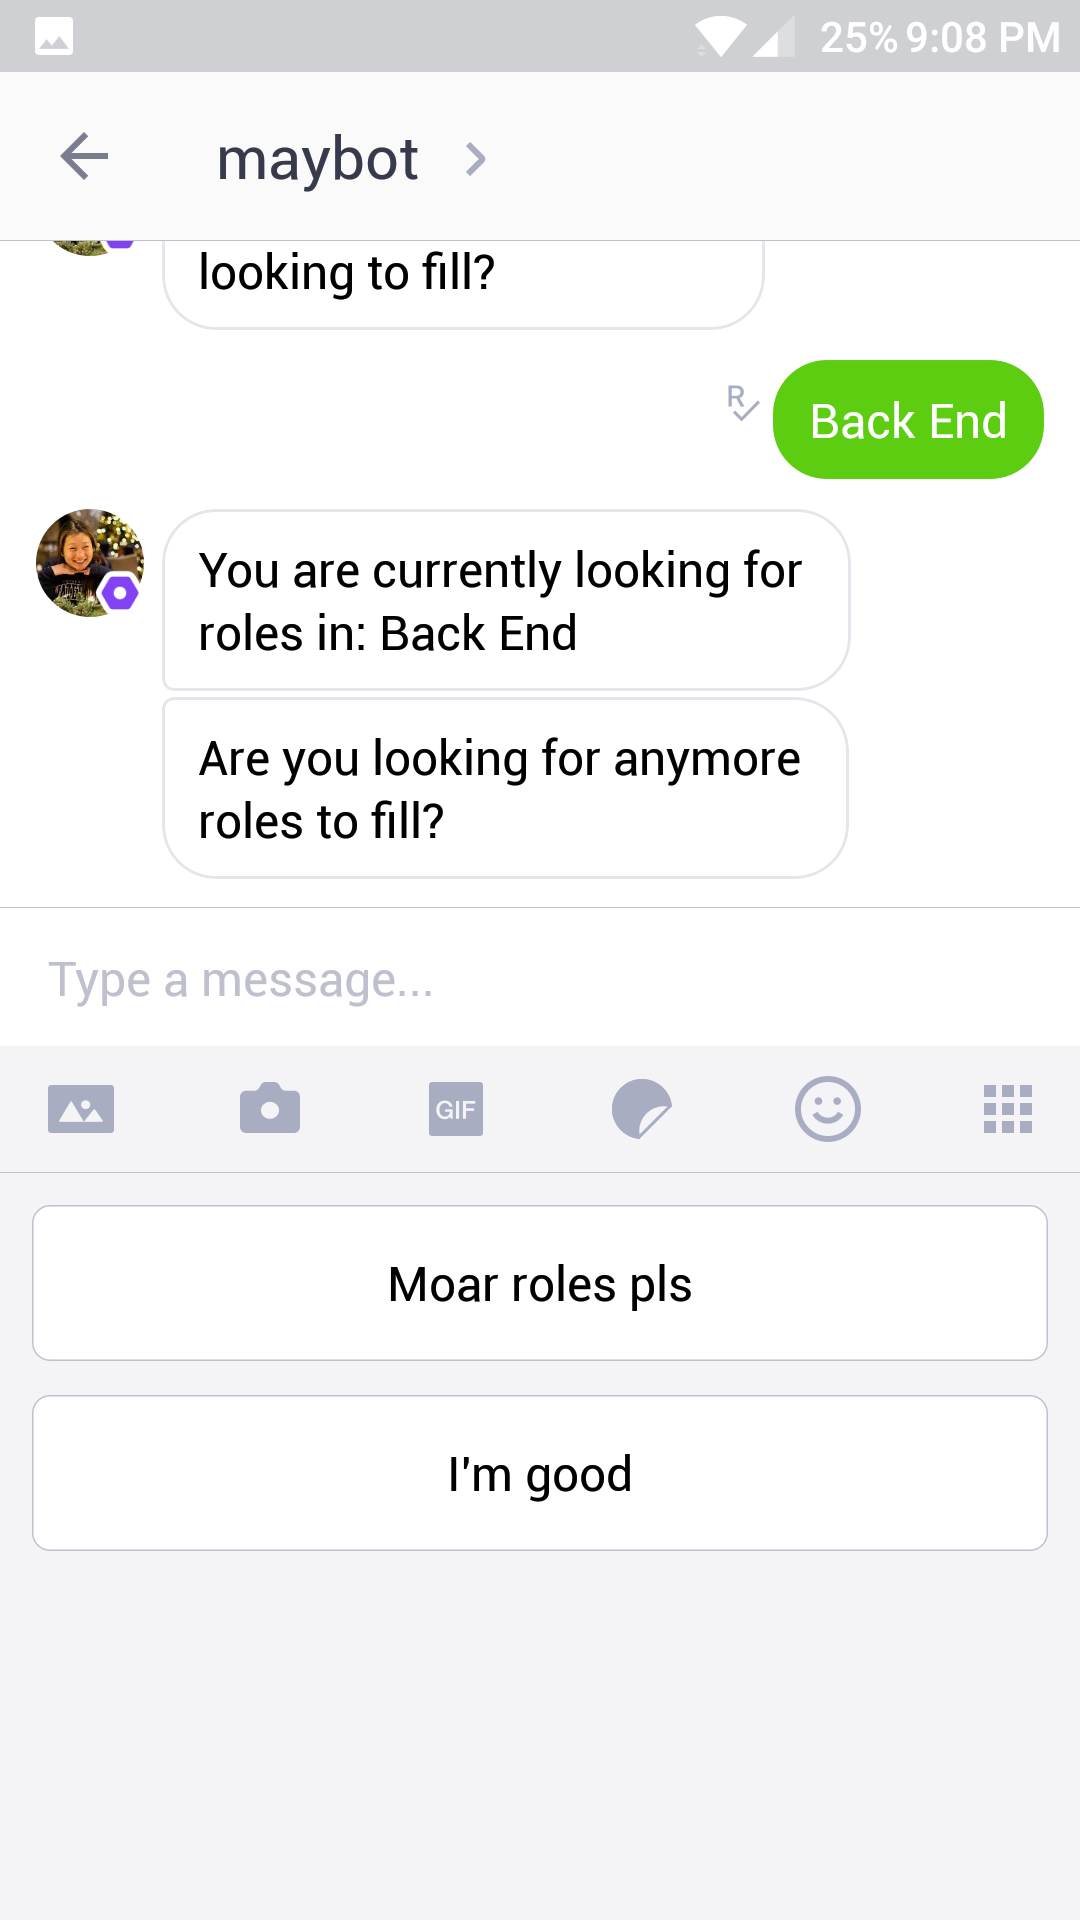 25% 9:08 PM
maybot
looking to fill?
R
Back End
You are currently looking for
roles in: Back End
Are you looking for anymore
roles to fill?
Type a message...
GIF
Moar roles pls
I'm good